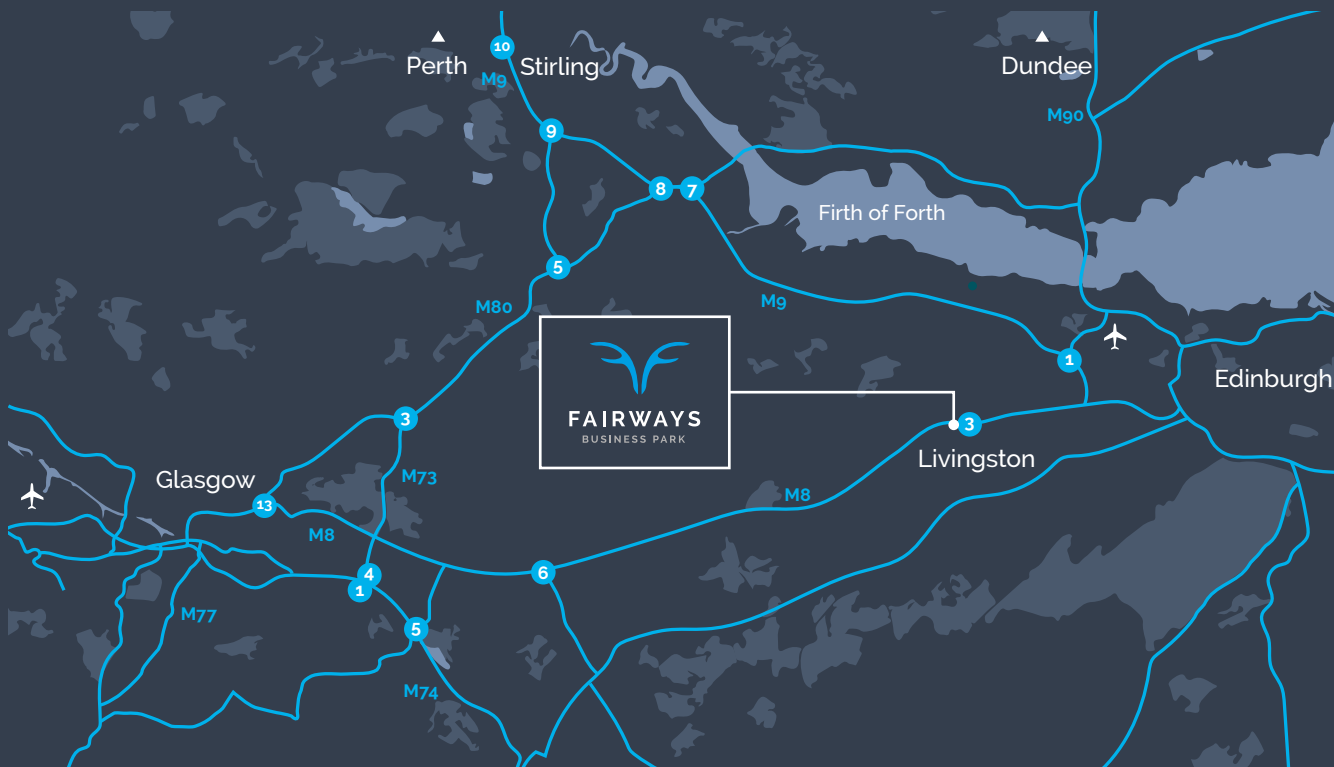 10
Perth
Stirling
M9
Dundee
M90
9
8
7
Firth of Forth
5
M80
M9
1
FAIRWAYS
BUSINESS PARK
Edinburgh
3
3
Livingston
Glasgow
M73
13
M8
M8
4
1
6
M77
5
M74